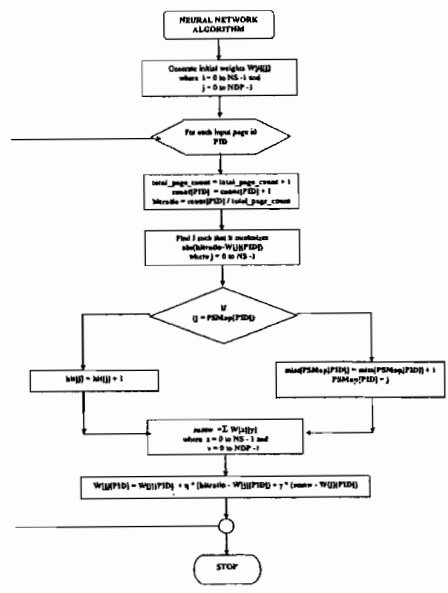 NEURAL NETWORK
ALGORITHM
Generate initial weights W[i][j]
where i = 0 to NS -1 and
j = 0 to NDP -1
For each input page id
PID
total_page_count = total_page_count + 1
count[PID] = count[PID] + 1
hitratio = count[PID] / total_page_count
Find J such that it
abs(hitratio-W[j][PID])
where j = 0 to NS -1
If
(j = PSMap[PID])
hit[j] = hit[j] + 1
miss[PSMap[PID]] = miss[PSMap[PID]] + 1
PSMap[PID] = j
=Σ W[x][y]
where x = 0 to NS - 1 and
y = 0 to NDP -1
W[j][PID] = W[j][PID] + η * (hitratio - W[j][PID]) + γ * - W[j][PID])
STOP